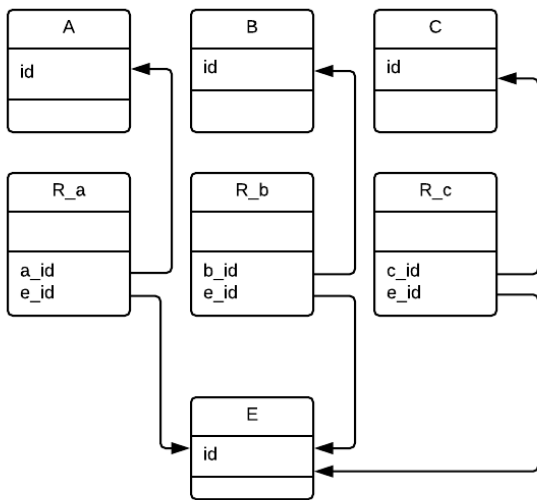 A
id
B
id
C
id
R_a
a_id
e_id
R_b
b_id
e_id
R_c
c_id
e_id
E
id